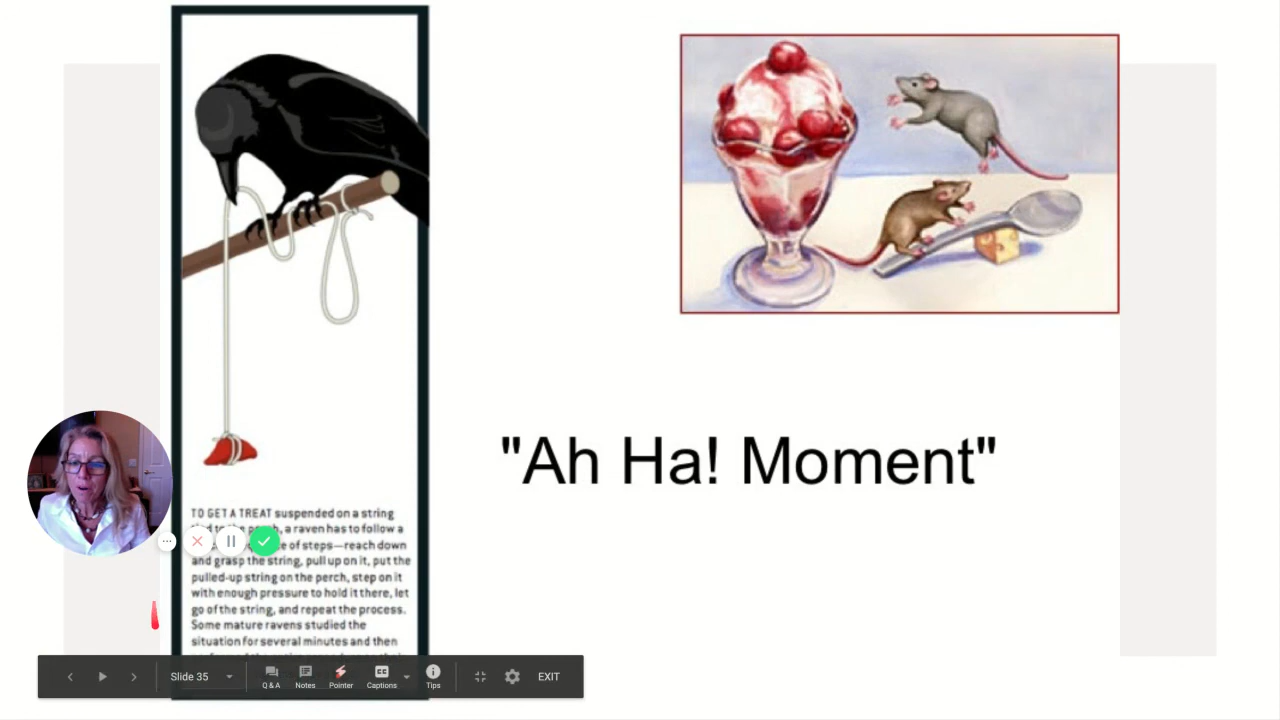 "Ah Ha! Moment"
TO GET A TREAT suspended on a string
perch, a raven has to follow a
of steps—reach down
and grasp the string, pull up on it, put the
pulled-up string on the perch, step on it
with enough pressure to hold it there, let
go of the string, and repeat the process.
Some mature ravens studied the
situation for several minutes and then
Slide 35
Q & A
Notes
Pointer
Captions
Tips
EXIT